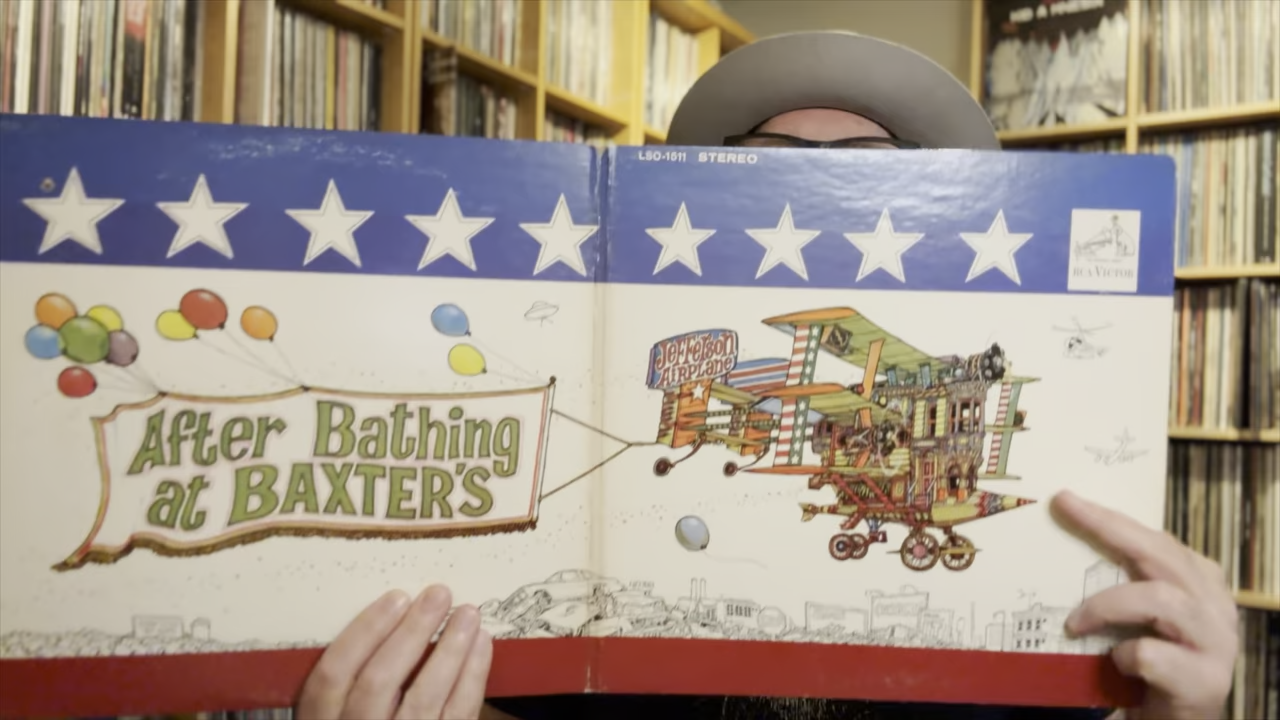 LSO-1511 STEREO
RCA VICTOR
Jefferson
AIRPLANE
After Bathing
at BAXTER'S